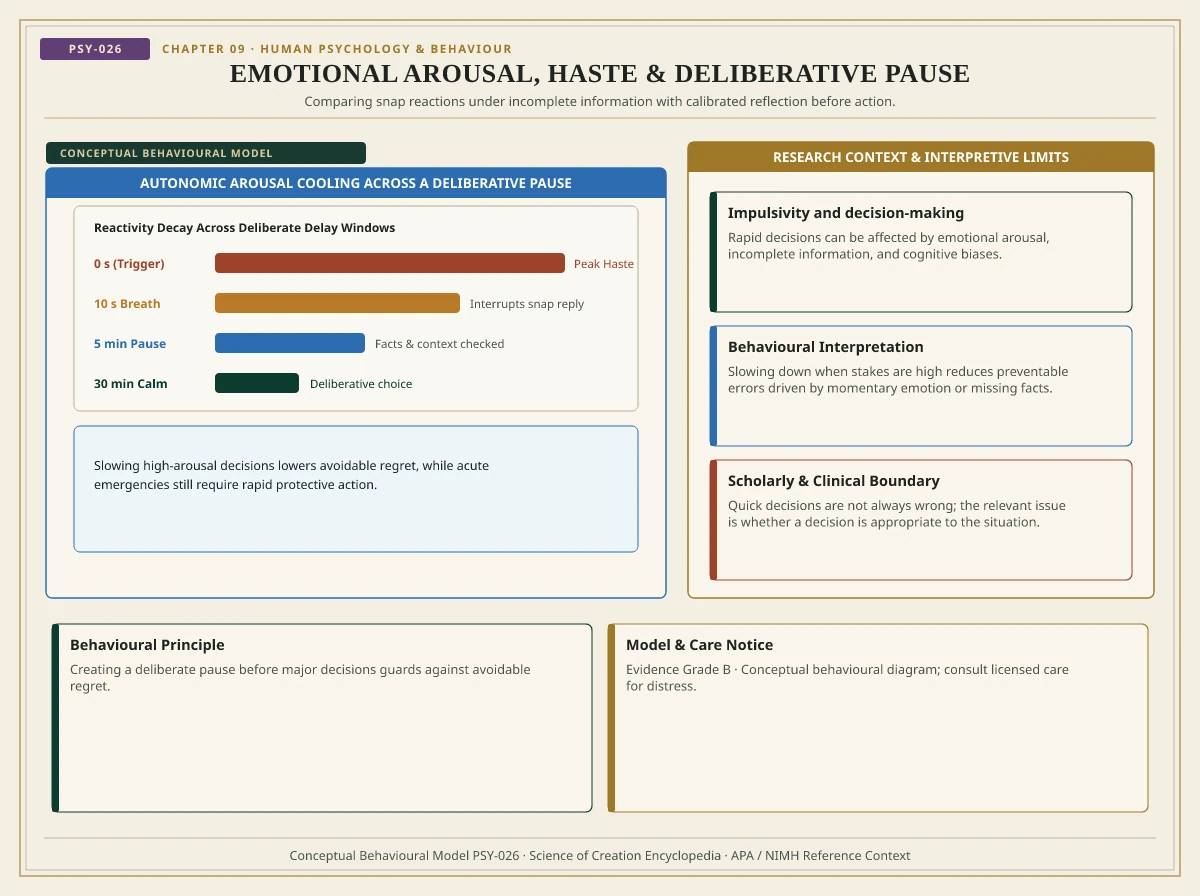 PSY-026
CHAPTER 09 · HUMAN PSYCHOLOGY & BEHAVIOUR
EMOTIONAL AROUSAL, HASTE & DELIBERATIVE PAUSE
Comparing snap reactions under incomplete information with calibrated reflection before action.
CONCEPTUAL BEHAVIOURAL MODEL
AUTONOMIC AROUSAL COOLING ACROSS A DELIBERATIVE PAUSE
Reactivity Decay Across Deliberate Delay Windows
0 s (Trigger)
Peak Haste
10 s Breath
Interrupts snap reply
5 min Pause
Facts & context checked
30 min Calm
Deliberative choice
Slowing high-arousal decisions lowers avoidable regret, while acute
emergencies still require rapid protective action.
RESEARCH CONTEXT & INTERPRETIVE LIMITS
Impulsivity and decision-making
Rapid decisions can be affected by emotional arousal,
incomplete information, and cognitive biases.
Behavioural Interpretation
Slowing down when stakes are high reduces preventable
errors driven by momentary emotion or missing facts.
Scholarly & Clinical Boundary
Quick decisions are not always wrong; the relevant issue
is whether a decision is appropriate to the situation.
Behavioural Principle
Creating a deliberate pause before major decisions guards against avoidable
regret.
Model & Care Notice
Evidence Grade B · Conceptual behavioural diagram; consult licensed care
for distress.
Conceptual Behavioural Model PSY-026 · Science of Creation Encyclopedia · APA / NIMH Reference Context